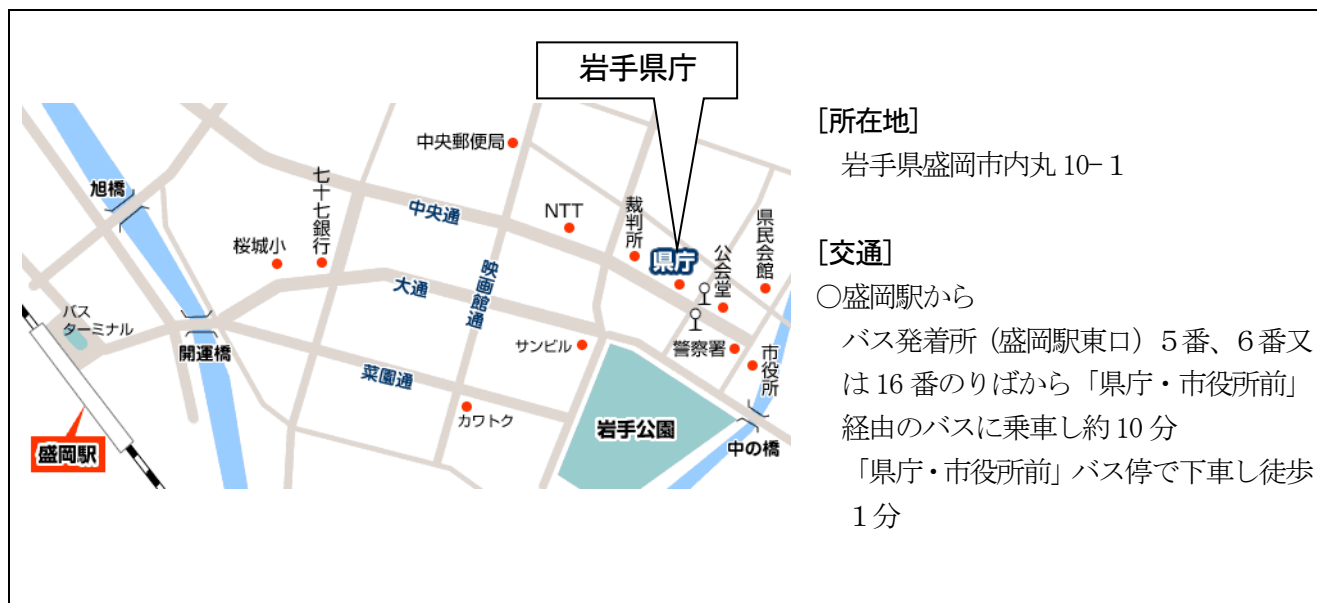 岩手県庁
中央郵便局
旭橋
七十七銀行
中央通
NTT
裁判所
県民会館
桜城小
映画館通
県庁
公会堂
大通
バス
ターミナル
開運橋
サンビル
警察署
市役所
菜園通
カワトク
岩手公園
中の橋
盛岡駅
[所在地]
岩手県盛岡市内丸 10-1
[交通]
○盛岡駅から
バス発着所（盛岡駅東口）５番、６番又
は 16 番のりばから「県庁・市役所前」
経由のバスに乗車し約 10 分
「県庁・市役所前」バス停で下車し徒歩
１分